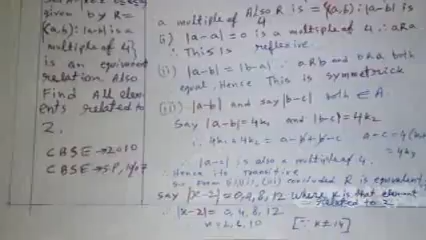 given by R=
{(a,b):|a-b| is
a multiple of 4}
is an equivalent
relation. Also
Find All elem
ents related to
2.
CBSE→2010
CBSE→SP,
Also R is = {(a,b):|a-b| is
a multiple of 4
(i) |a-a|=0 is a multiple of 4 ∴ aRa
∴ This is reflexive.
(ii) |a-b|=|b-a| ∴ aRb and bRa both
equal. Hence This is symmetrick
(iii) |a-b| and say |b-c| both ∈ A.
Say |a-b|=4k₁ and |b-c|=4k₂
∴ 4k₁+4k₂ = a-b+b-c
a-c=4(
=4k₃
∴ |a-c| is also a multiple of 4.
Hence its transitive
So from (i)(ii),(iii) concluded R is equivalent
say |x-2|=0,4,8,12 where x is that element
related to 2
∴ |x-2|= 0, 4, 8, 12
x=2, 6, 10